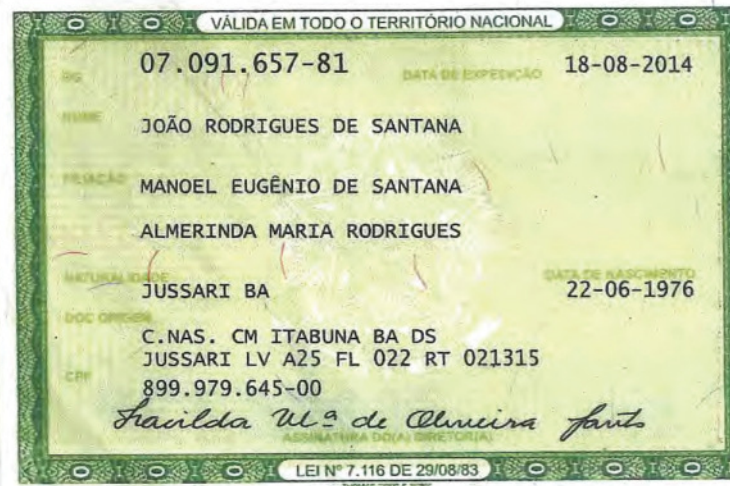 VÁLIDA EM TODO O TERRITÓRIO NACIONAL
RG 07.091.657-81 DATA DE EXPEDIÇÃO 18-08-2014
NOME
JOÃO RODRIGUES DE SANTANA
FILIAÇÃO
MANOEL EUGÊNIO DE SANTANA
ALMERINDA MARIA RODRIGUES
NATURALIDADE DATA DE NASCIMENTO
JUSSARI BA 22-06-1976
DOC ORIGEM
C.NAS. CM ITABUNA BA DS
JUSSARI LV A25 FL 022 RT 021315
CPF 899.979.645-00
Mª de Oliveira
ASSINATURA DO(A) DIRETOR(A)
LEI Nº 7.116 DE 29/08/83